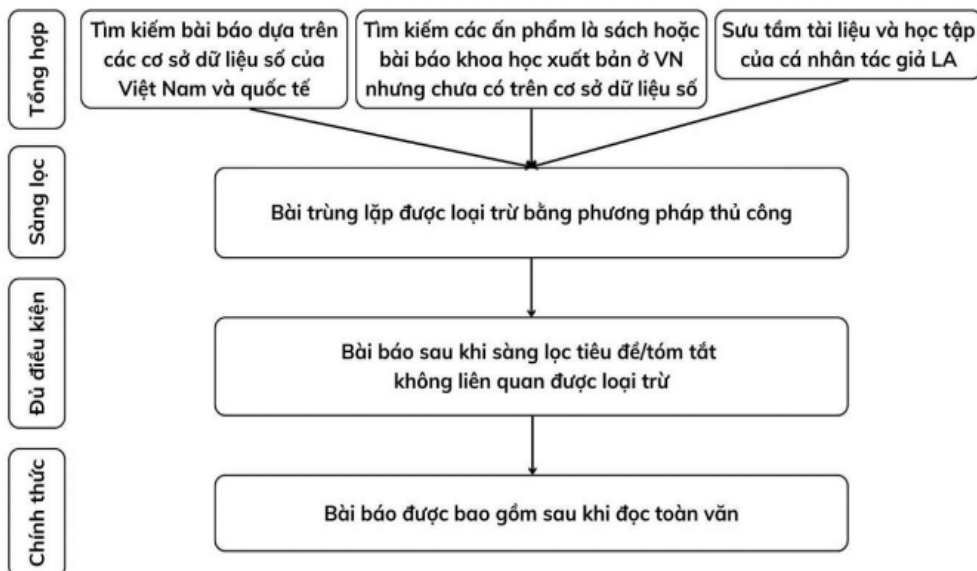 Tổng hợp
Tìm kiếm bài báo dựa trên
các cơ sở dữ liệu số của
Việt Nam và quốc tế
Tìm kiếm các ấn phẩm là sách hoặc
bài báo khoa học xuất bản ở VN
nhưng chưa có trên cơ sở dữ liệu số
Sưu tầm tài liệu và học tập
của cá nhân tác giả LA
Sàng lọc
Bài trùng lặp được loại trừ bằng phương pháp thủ công
Đủ điều kiện
Bài báo sau khi sàng lọc tiêu đề/tóm tắt
không liên quan được loại trừ
Chính thức
Bài báo được bao gồm sau khi đọc toàn văn